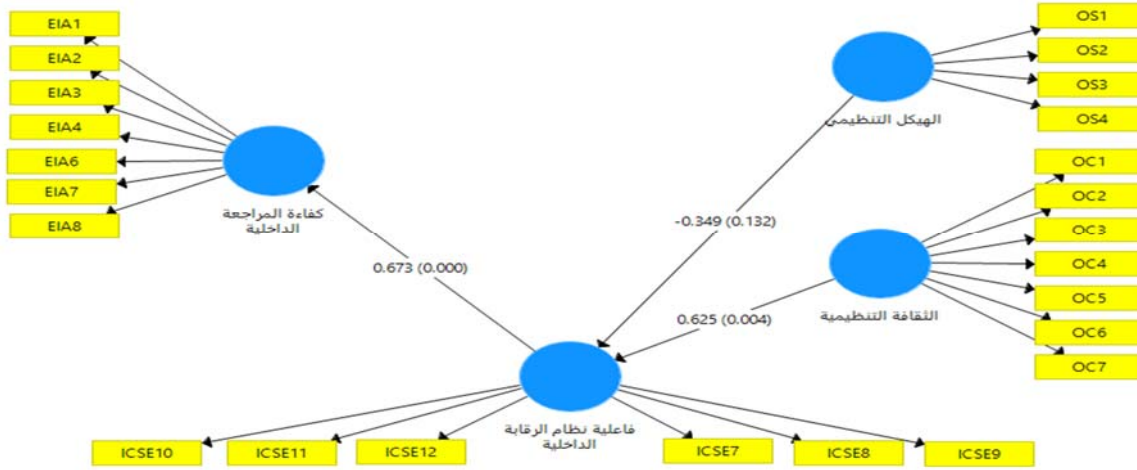 EIA1
EIA2
EIA3
EIA4
EIA6
EIA7
EIA8
كفاءة المراجعة
الداخلية
OS1
OS2
OS3
OS4
الهيكل التنظيمي
OC1
OC2
OC3
OC4
OC5
OC6
OC7
الثقافة التنظيمية
-0.349 (0.132)
0.673 (0.000)
0.625 (0.004)
فاعلية نظام الرقابة
الداخلية
ICSE10
ICSE11
ICSE12
ICSE7
ICSE8
ICSE9